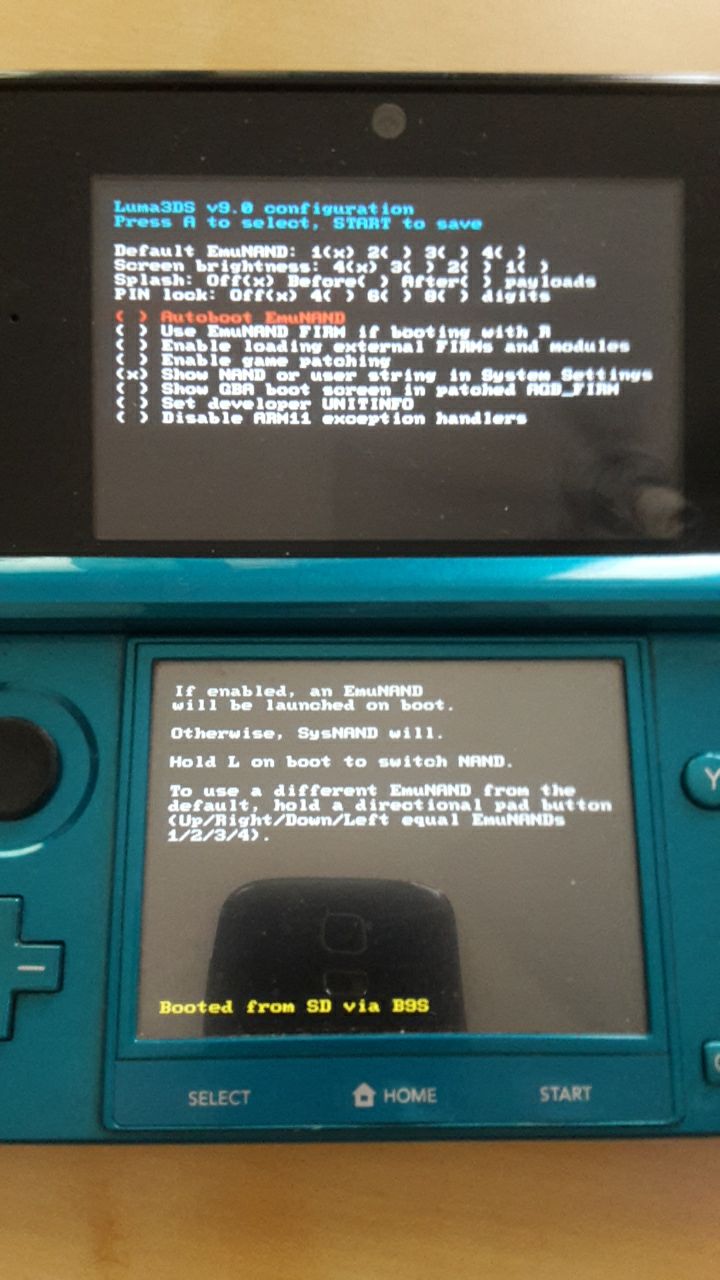 Luma3DS v9.0 configuration
Press A to select, START to save
Default EmuNAND: 1(x) 2( ) 3( ) 4( )
Screen brightness: 4(x) 3( ) 2( ) 1( )
Splash: Off(x) Before( ) After( ) payloads
PIN lock: Off(x) 4( ) 6( ) 8( ) digits
( ) Autoboot EmuNAND
( ) Use EmuNAND FIRM if booting with R
( ) Enable loading external FIRMs and modules
( ) Enable game patching
(x) Show NAND or user string in System Settings
( ) Show GBA boot screen in patched AGB_FIRM
( ) Set developer UNITINFO
( ) Disable ARM11 exception handlers
If enabled, an EmuNAND
will be launched on boot.
Otherwise, SysNAND will.
Hold L on boot to switch NAND.
To use a different EmuNAND from the
default, hold a directional pad button
(Up/Right/Down/Left equal EmuNANDs
1/2/3/4).
Booted from SD via B9S
Y
SELECT HOME START